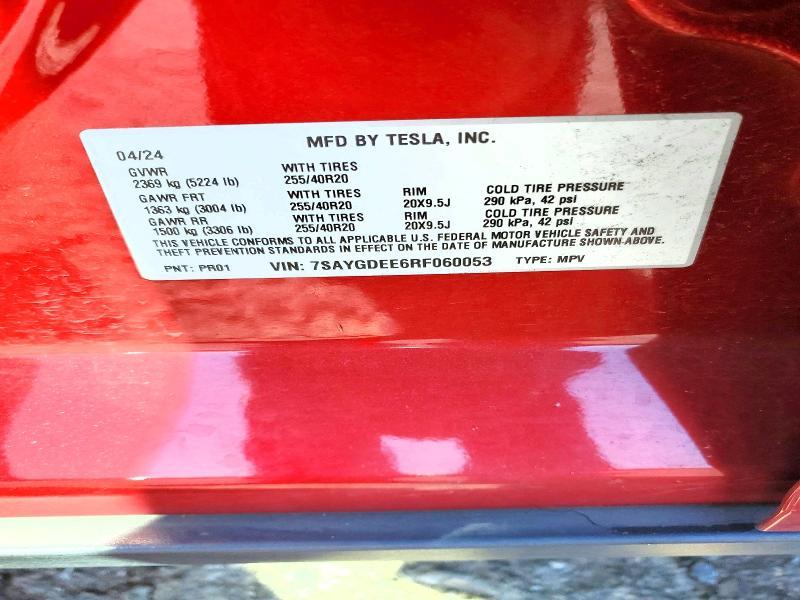 MFD BY TESLA, INC.
04/24
GVWR WITH TIRES
2369 kg (5224 lb) 255/40R20
GAWR FRT WITH TIRES RIM COLD TIRE PRESSURE
1363 kg (3004 lb) 255/40R20 20X9.5J 290 kPa, 42 psi
GAWR RR WITH TIRES RIM COLD TIRE PRESSURE
1500 kg (3306 lb) 255/40R20 20X9.5J 290 kPa, 42 psi
THIS VEHICLE CONFORMS TO ALL APPLICABLE U.S. FEDERAL MOTOR VEHICLE SAFETY AND
THEFT PREVENTION STANDARDS IN EFFECT ON THE DATE OF MANUFACTURE SHOWN ABOVE.
PNT: PR01 VIN: 7SAYGDEE6RF060053 TYPE: MPV